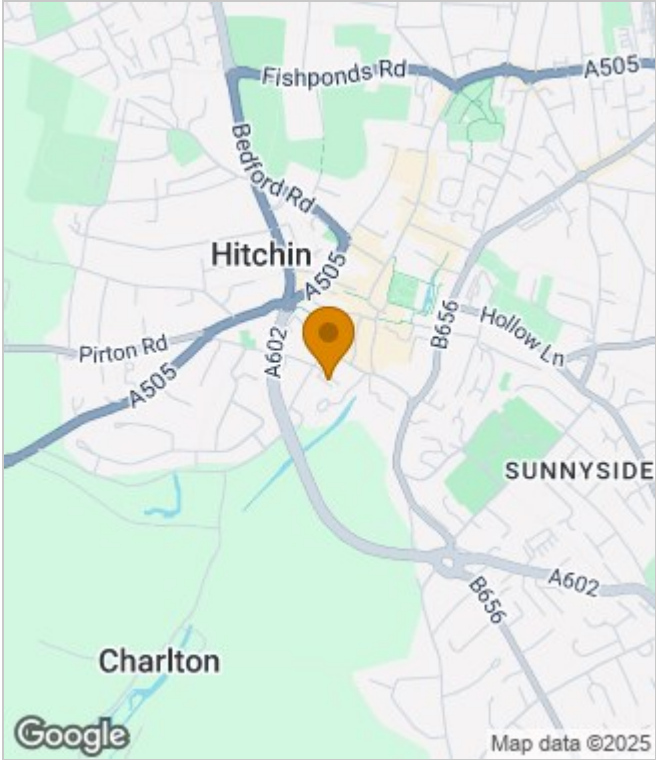 Fishponds Rd
A505
Bedford Rd
Hitchin
A505
Hollow Ln
B656
A602
Pirton Rd
A505
SUNNYSIDE
A602
B656
Charlton
Google
Map data ©2025